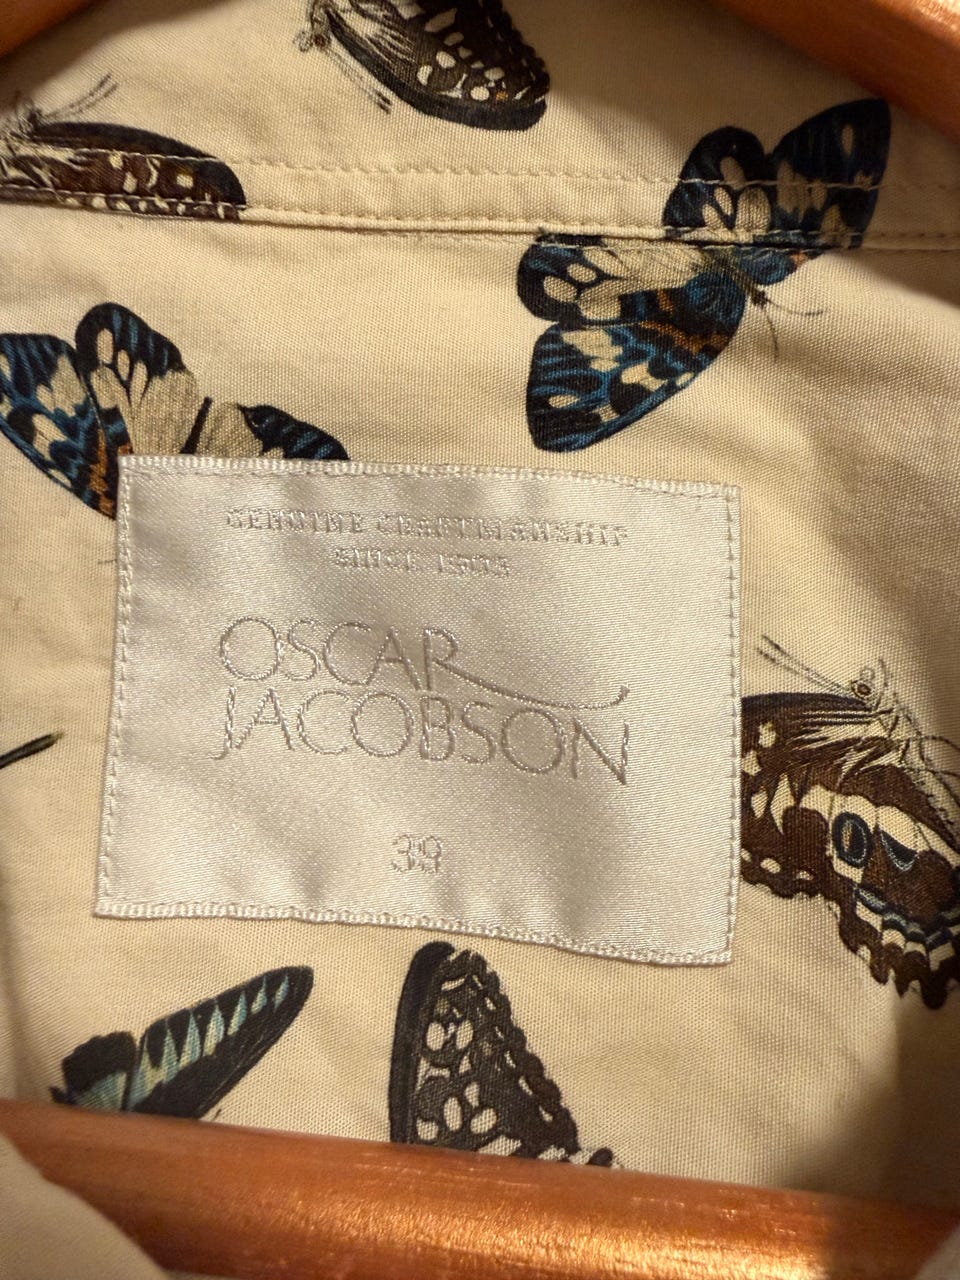 GENUINE CRAFTMANSHIP
SINCE 1903
OSCAR
JACOBSON
39